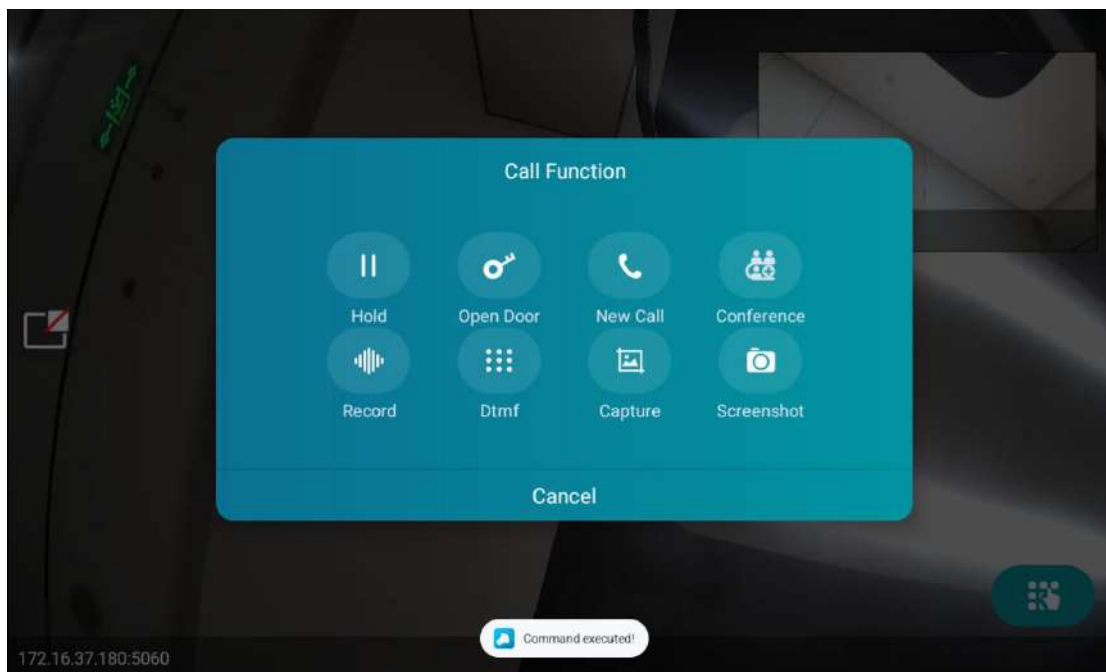 Call Function
Hold
Open Door
New Call
Conference
Record
Dtmf
Capture
Screenshot
Cancel
Command executed!
172.16.37.180:5060